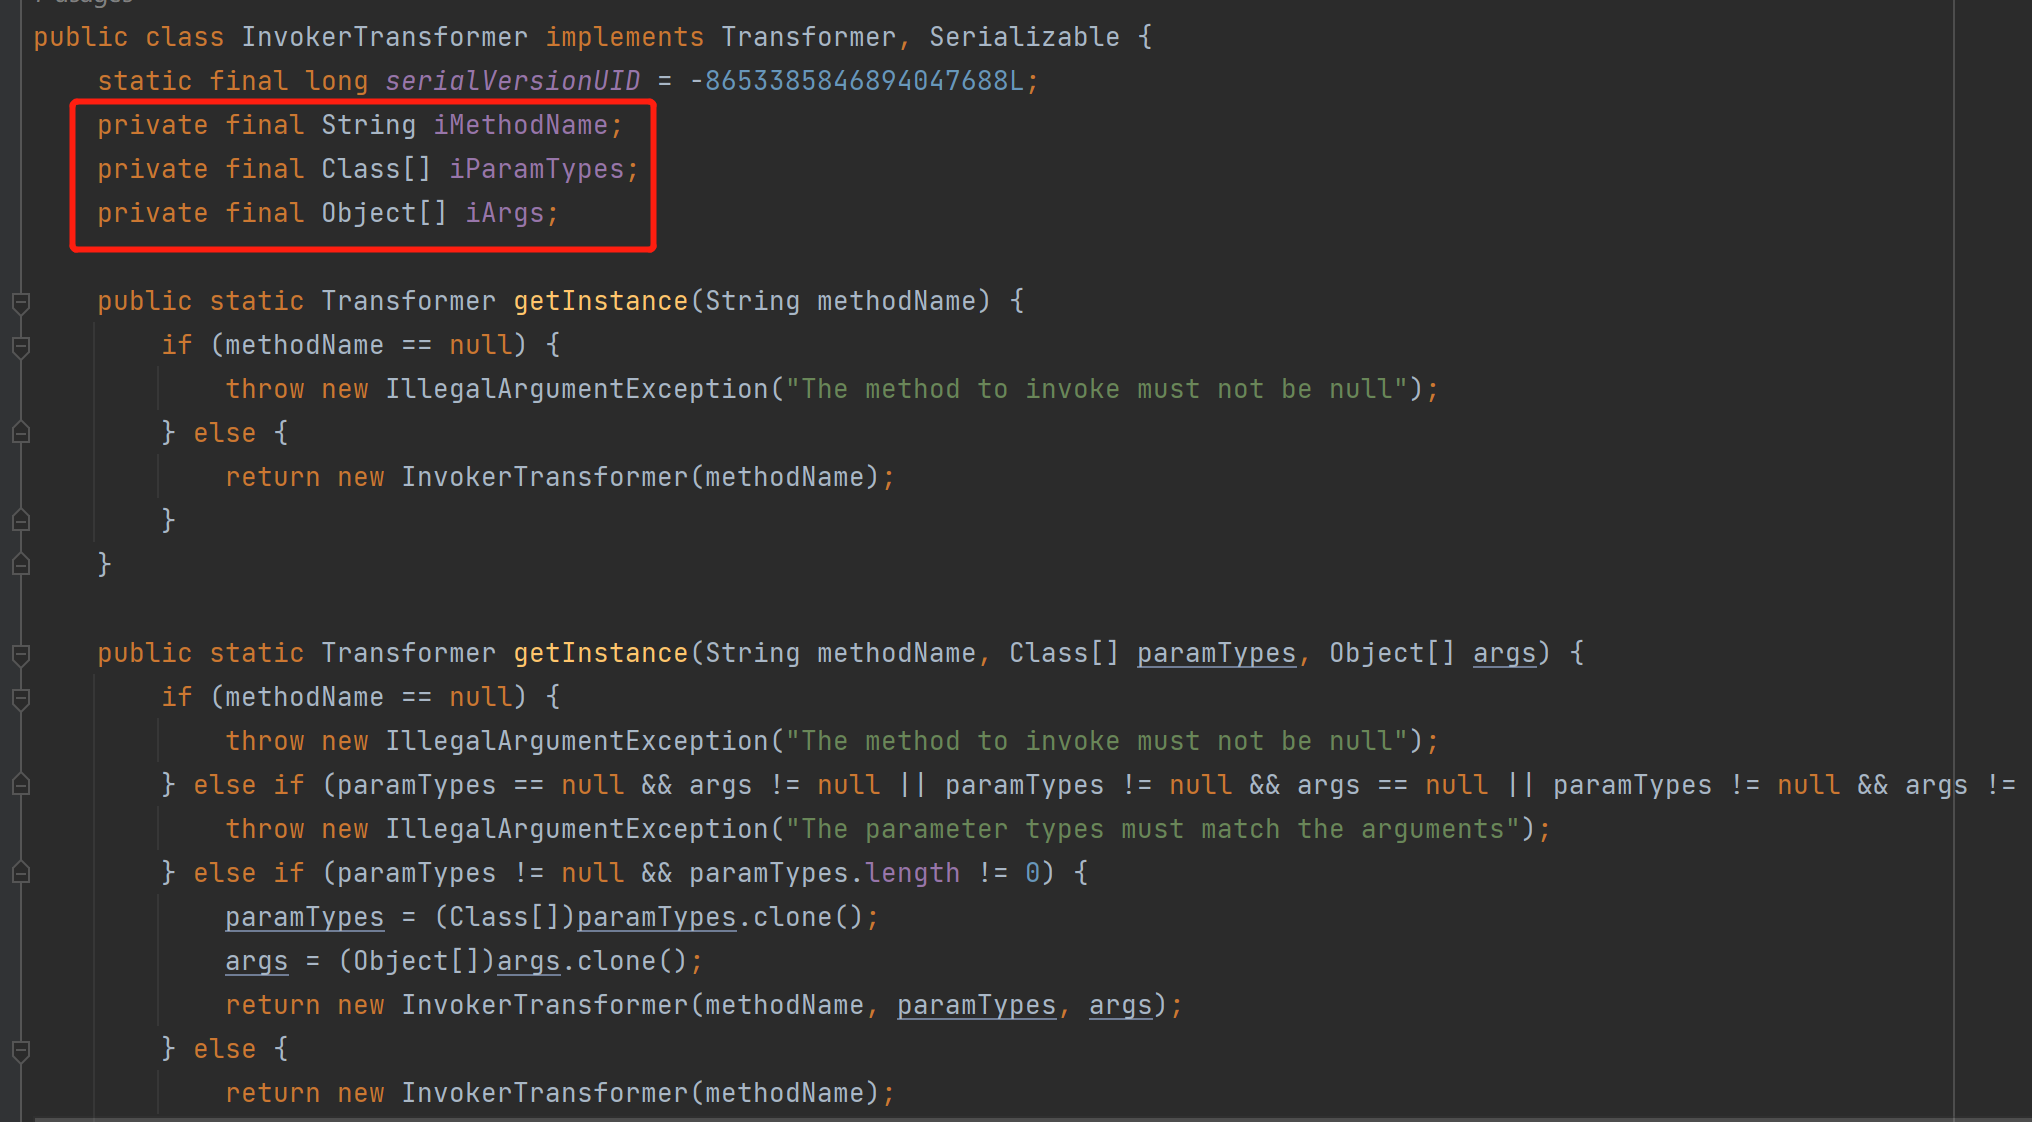 usages
public class InvokerTransformer implements Transformer, Serializable {
static final long serialVersionUID = -8653385846894047688L;
private final String iMethodName;
private final Class[] iParamTypes;
private final Object[] iArgs;
public static Transformer getInstance(String methodName) {
if (methodName == null) {
throw new IllegalArgumentException("The method to invoke must not be null");
} else {
return new InvokerTransformer(methodName);
}
}
public static Transformer getInstance(String methodName, Class[] paramTypes, Object[] args) {
if (methodName == null) {
throw new IllegalArgumentException("The method to invoke must not be null");
} else if (paramTypes == null && args != null || paramTypes != null && args == null || paramTypes != null && args !=
throw new IllegalArgumentException("The parameter types must match the arguments");
} else if (paramTypes != null && paramTypes.length != 0) {
paramTypes = (Class[])paramTypes.clone();
args = (Object[])args.clone();
return new InvokerTransformer(methodName, paramTypes, args);
} else {
return new InvokerTransformer(methodName);